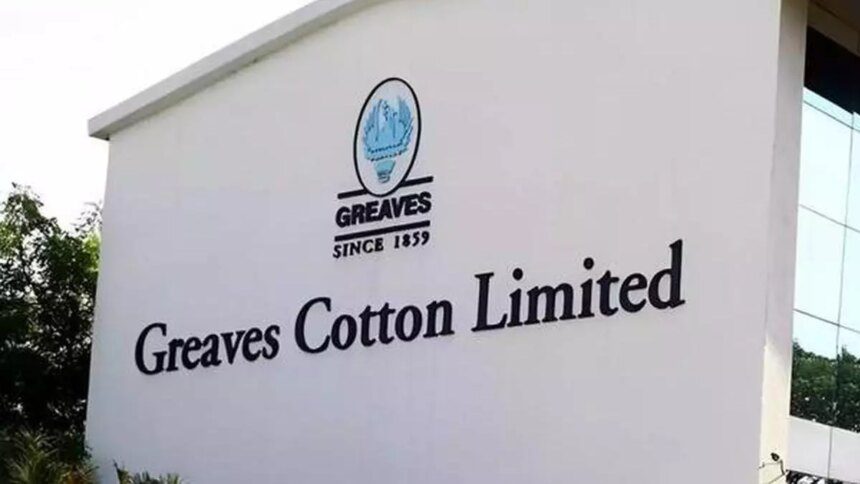 GREAVES
SINCE 1859
Greaves Cotton Limited